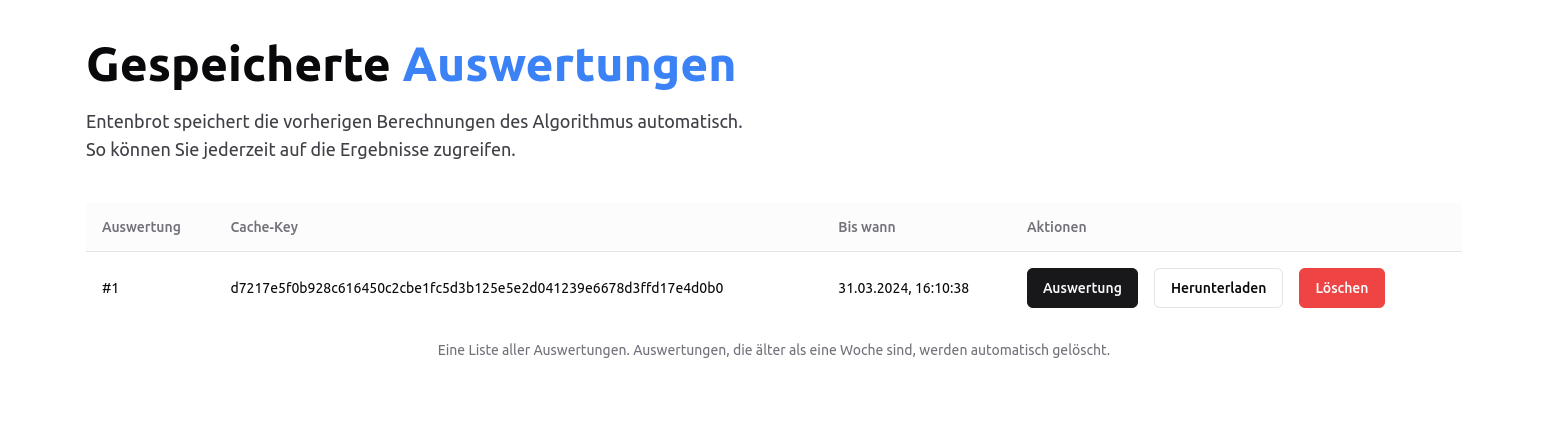 Gespeicherte Auswertungen
Entenbrot speichert die vorherigen Berechnungen des Algorithmus automatisch.
So können Sie jederzeit auf die Ergebnisse zugreifen.
Auswertung Cache-Key Bis wann Aktionen
#1 d7217e5f0b928c616450c2cbe1fc5d3b125e5e2d041239e6678d3ffd17e4d0b0 31.03.2024, 16:10:38 Auswertung Herunterladen Löschen
Eine Liste aller Auswertungen. Auswertungen, die älter als eine Woche sind, werden automatisch gelöscht.